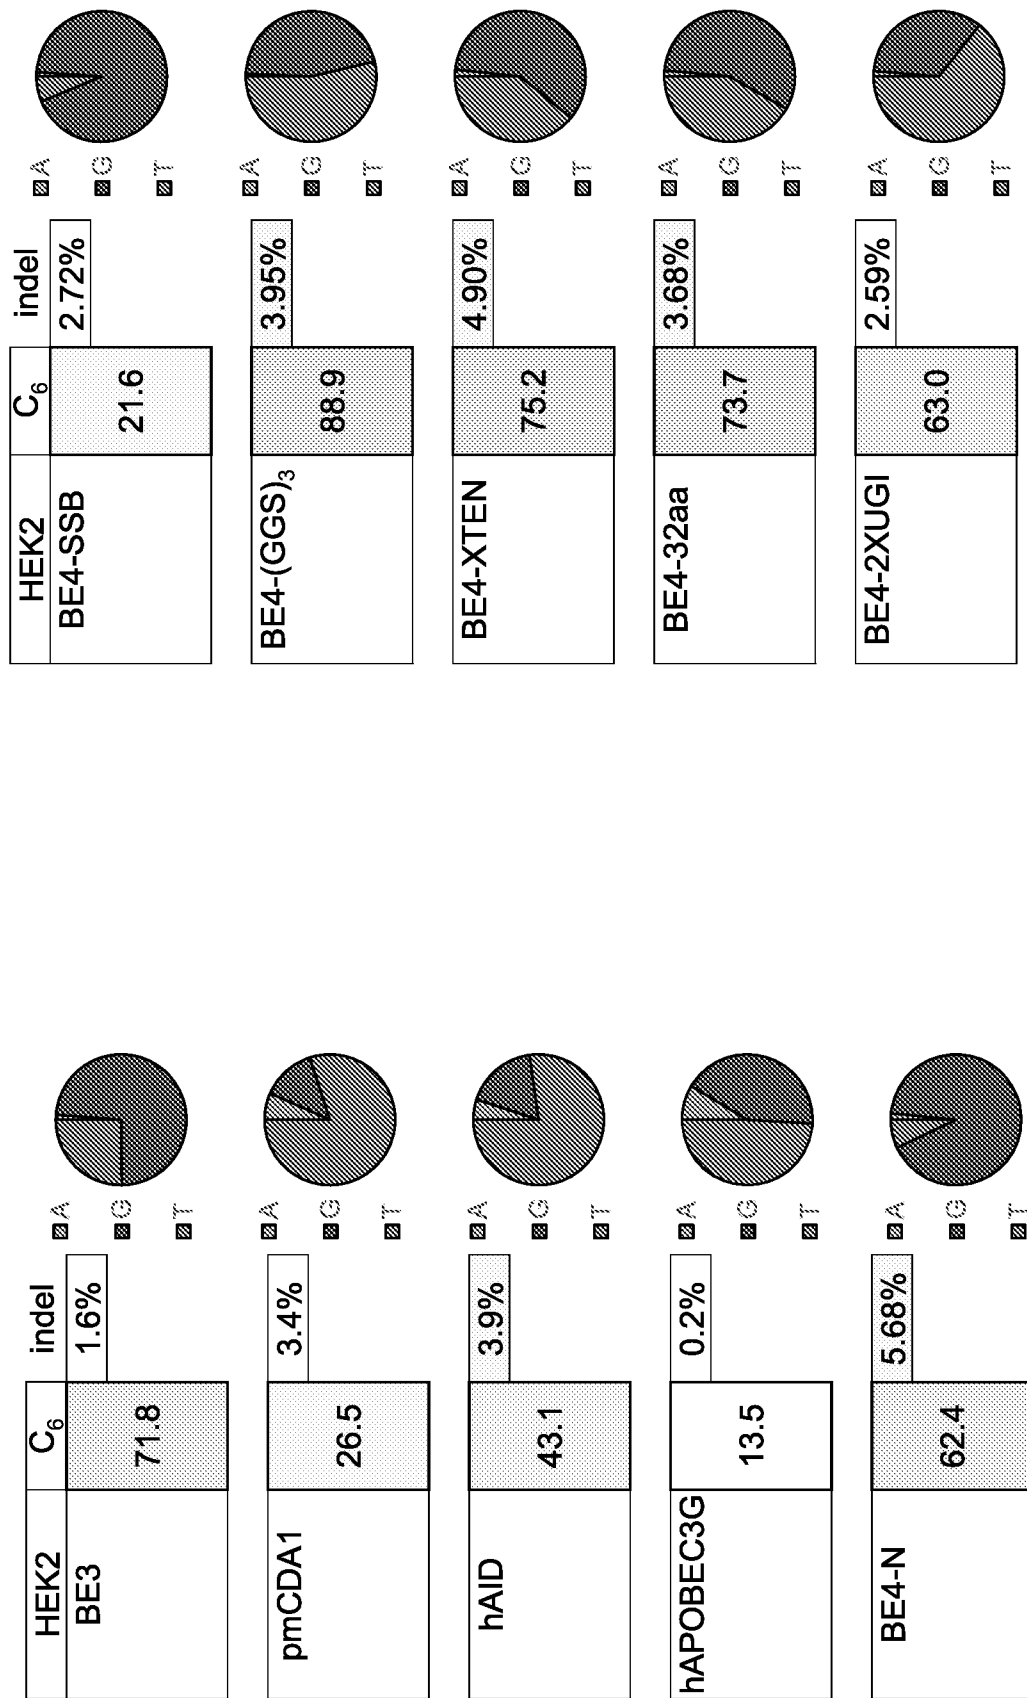 HEK2 C₆ indel
BE3 71.8 1.6%
A
G
T
pmCDA1 26.5 3.4%
A
G
T
hAID 43.1 3.9%
A
G
T
hAPOBEC3G 13.5 0.2%
A
G
T
BE4-N 62.4 5.68%
A
G
T
HEK2 C₆ indel
BE4-SSB 21.6 2.72%
A
G
T
BE4-(GGS)₃ 88.9 3.95%
A
G
T
BE4-XTEN 75.2 4.90%
A
G
T
BE4-32aa 73.7 3.68%
A
G
T
BE4-2XUGI 63.0 2.59%
A
G
T